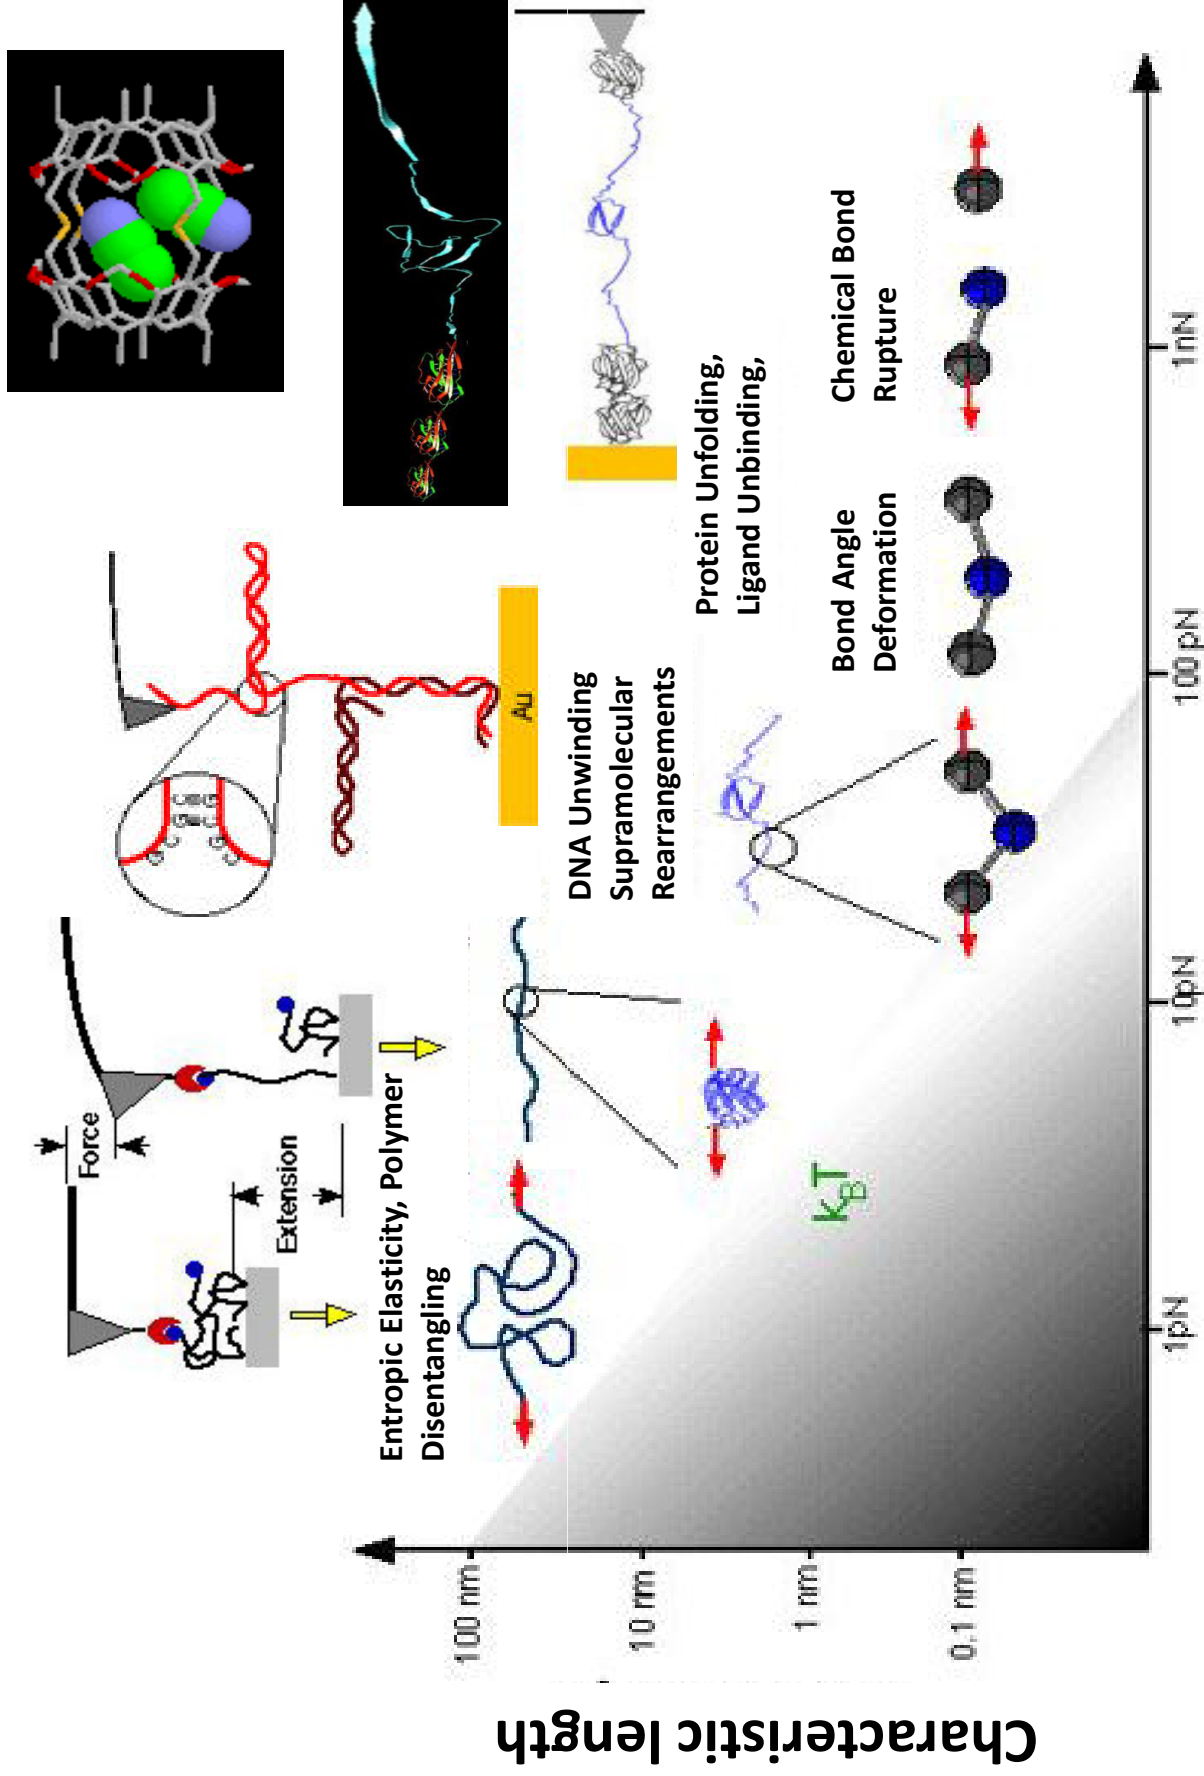 Force
Extension
Entropic Elasticity, Polymer
Disentangling
G
C
G
C
C
G
G
Au
DNA Unwinding
Supramolecular
Rearrangements
Protein Unfolding,
Ligand Unbinding,
Bond Angle
Deformation
Chemical Bond
Rupture
kBT
Characteristic length
100 nm
10 nm
1 nm
0.1 nm
1pN
10pN
100pN
1nN